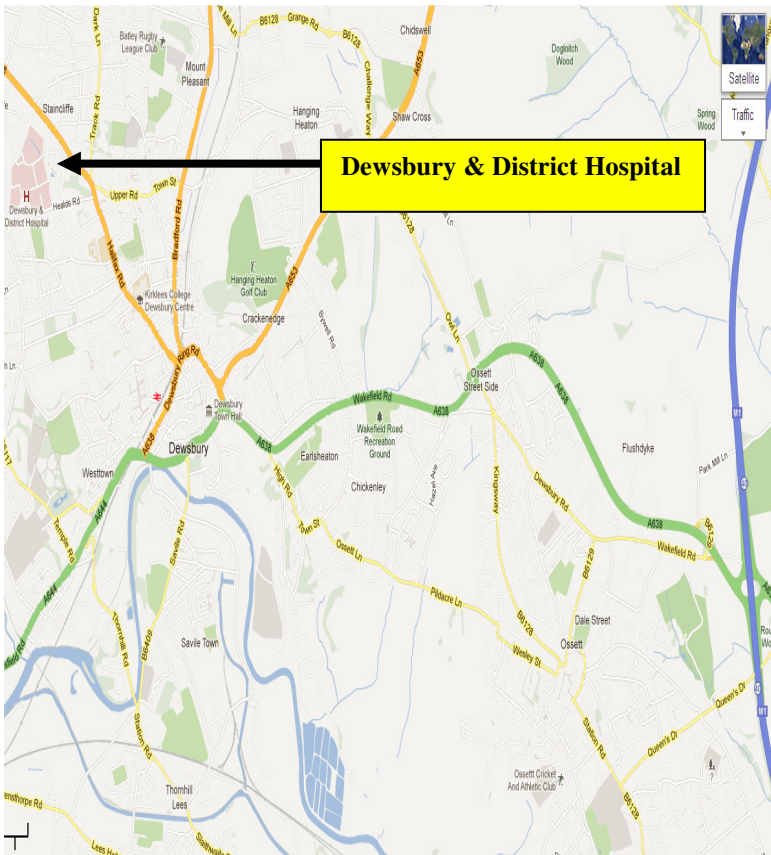 B6128
Grange Rd
Chidswell
Batley Rugby
League Club
Dark Ln
Mount
Pleasant
A653
Dogloitch
Wood
Satellite
Challenge Way
Staincliffe
Track Rd
Hanging
Heaton
Shaw Cross
Spring
Wood
Traffic
Dewsbury & District Hospital
H
Dewsbury &
District Hospital
Healds Rd
Upper Rd
Town St
B6128
Bradford Rd
Halifax Rd
Hanging Heaton
Golf Club
A653
Kirklees College
Dewsbury Centre
Crackenedge
Bywell Rd
Owl Ln
Dewsbury Ring Rd
Ossett
Street Side
A638
Dewsbury
Town Hall
Wakefield Rd
A638
A638
M1
A638
Dewsbury
A638
Wakefield Road
Recreation
Ground
Earlsheaton
Flushdyke
Westtown
High Rd
Chickenley
Hazel Ave
Kingsway
Park Mill Ln
40
Dewsbury Rd
A644
Temple Rd
Savile Rd
Town St
Ossett Ln
A638
B6129
Wakefield Rd
B6129
Pildacre Ln
A644
Thornhill Rd
B6409
Savile Town
B6128
Dale Street
Ossett
Wesley St
Station Rd
Queen's Dr
M1
Station Rd
Queen's Dr
Ossett Cricket
And Athletic Club
Thornhill
Lees
B6128
Slaithwaite Rd